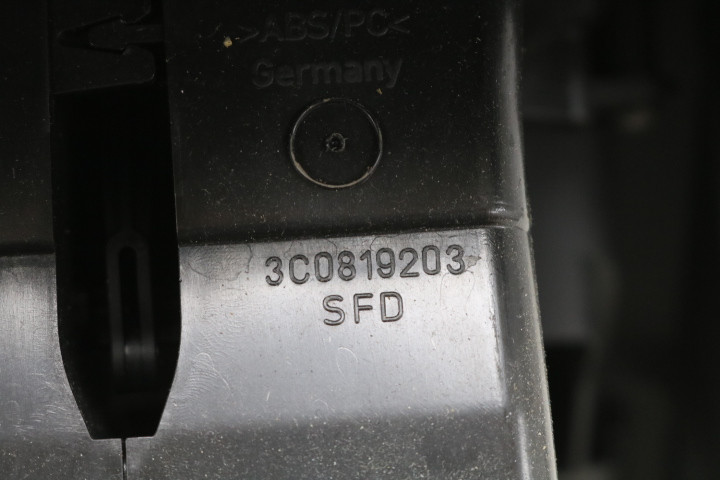 >ABS/PC<
Germany
3C0819203
SFD